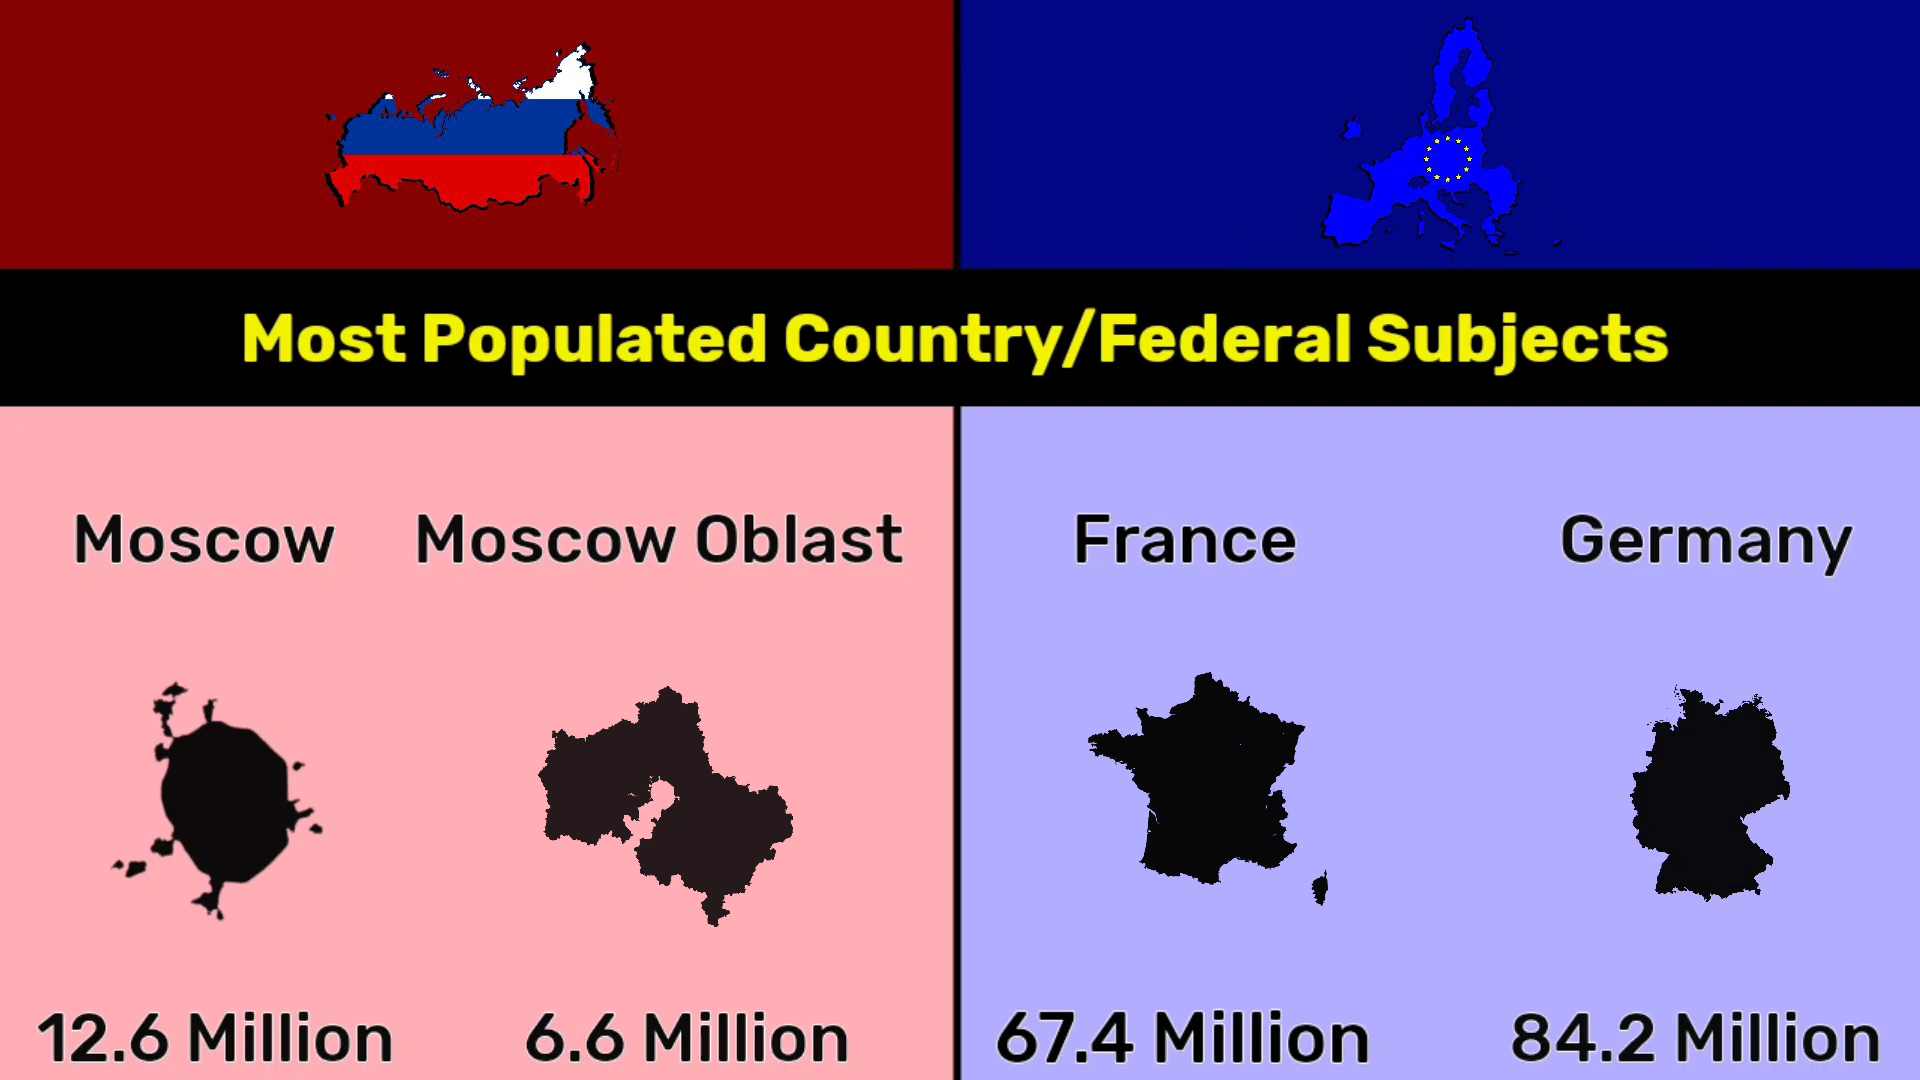 Most Populated Country/Federal Subjects
Moscow
Moscow Oblast
France
Germany
12.6 Million
6.6 Million
67.4 Million
84.2 Million